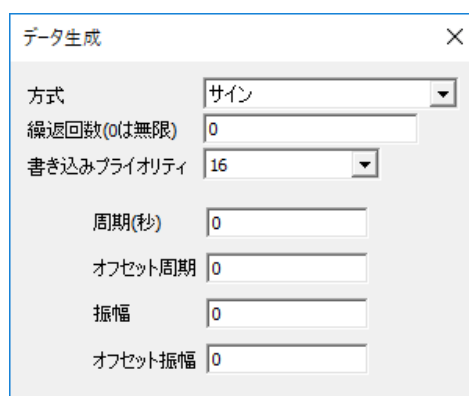 データ生成
方式 サイン
繰返回数(0は無限) 0
書き込みプライオリティ 16
周期(秒) 0
オフセット周期 0
振幅 0
オフセット振幅 0